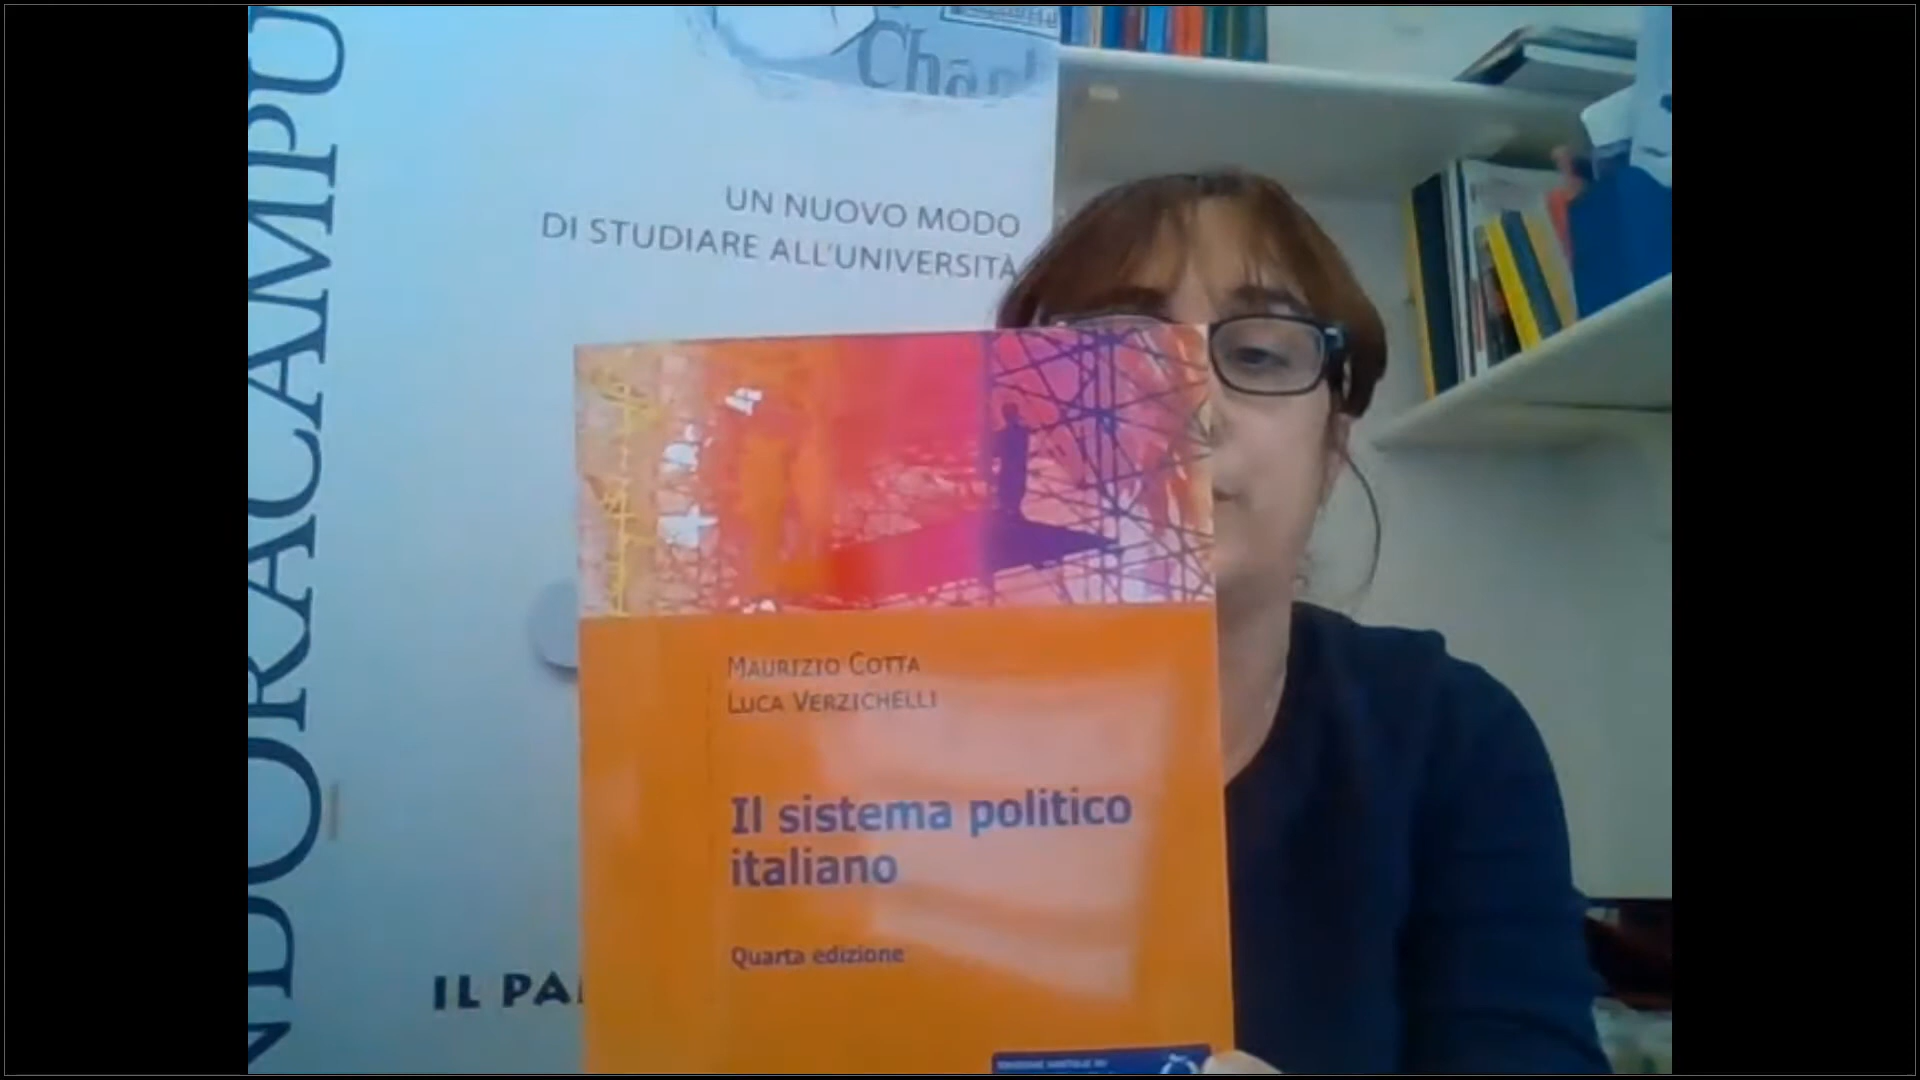 UN NUOVO MODO
DI STUDIARE ALL'UNIVERSITÀ
NDORACAMPU
MAURIZIO COTTA
LUCA VERZICHELLI
Il sistema politico
italiano
Quarta edizione
IL PA